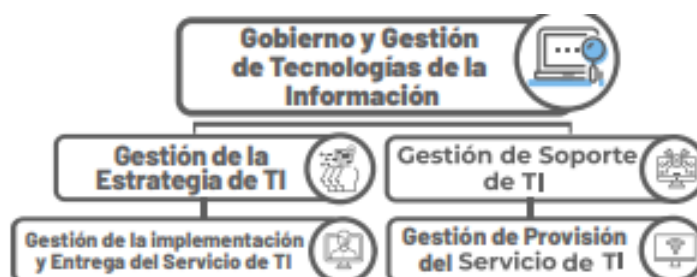 Gobierno y Gestión
de Tecnologías de la
Información
Gestión de la
Estrategia de TI
Gestión de Soporte
de TI
Gestión de la implementación
y Entrega del Servicio de TI
Gestión de Provisión
del Servicio de TI